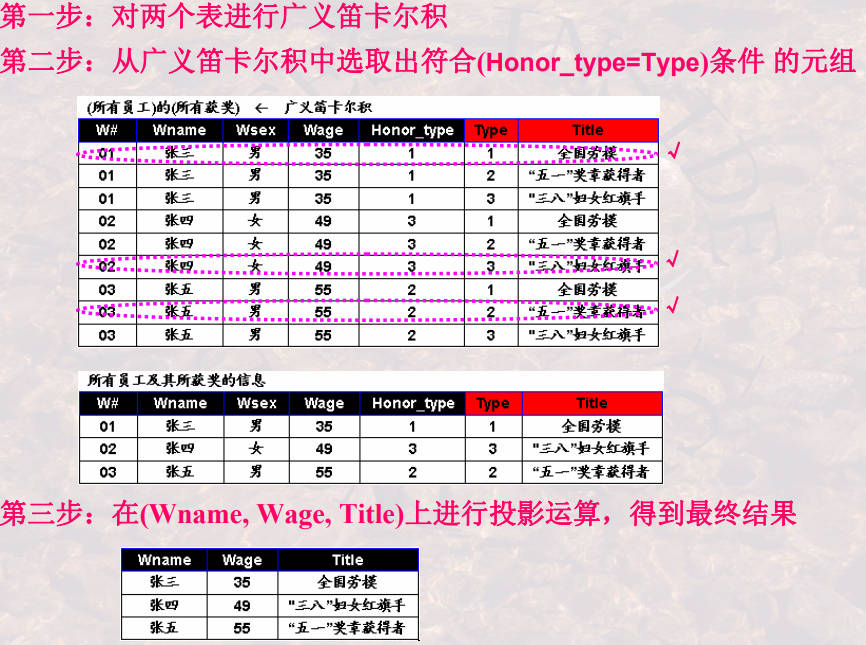 第一步：对两个表进行广义笛卡尔积
第二步：从广义笛卡尔积中选取出符合(Honor_type=Type)条件 的元组
(所有员工)的(所有获奖) ← 广义笛卡尔积
W# Wname Wsex Wage Honor_type Type Title
01 张三 男 35 1 1 全国劳模 √
01 张三 男 35 1 2 “五一”奖章获得者
01 张三 男 35 1 3 "三八”妇女红旗手
02 张四 女 49 3 1 全国劳模
02 张四 女 49 3 2 “五一”奖章获得者
02 张四 女 49 3 3 "三八”妇女红旗手 √
03 张五 男 55 2 1 全国劳模
03 张五 男 55 2 2 “五一”奖章获得者 √
03 张五 男 55 2 3 "三八”妇女红旗手
所有员工及其所获奖的信息
W# Wname Wsex Wage Honor_type Type Title
01 张三 男 35 1 1 全国劳模
02 张四 女 49 3 3 "三八”妇女红旗手
03 张五 男 55 2 2 “五一”奖章获得者
第三步：在(Wname, Wage, Title)上进行投影运算，得到最终结果
Wname Wage Title
张三 35 全国劳模
张四 49 "三八”妇女红旗手
张五 55 “五一”奖章获得者